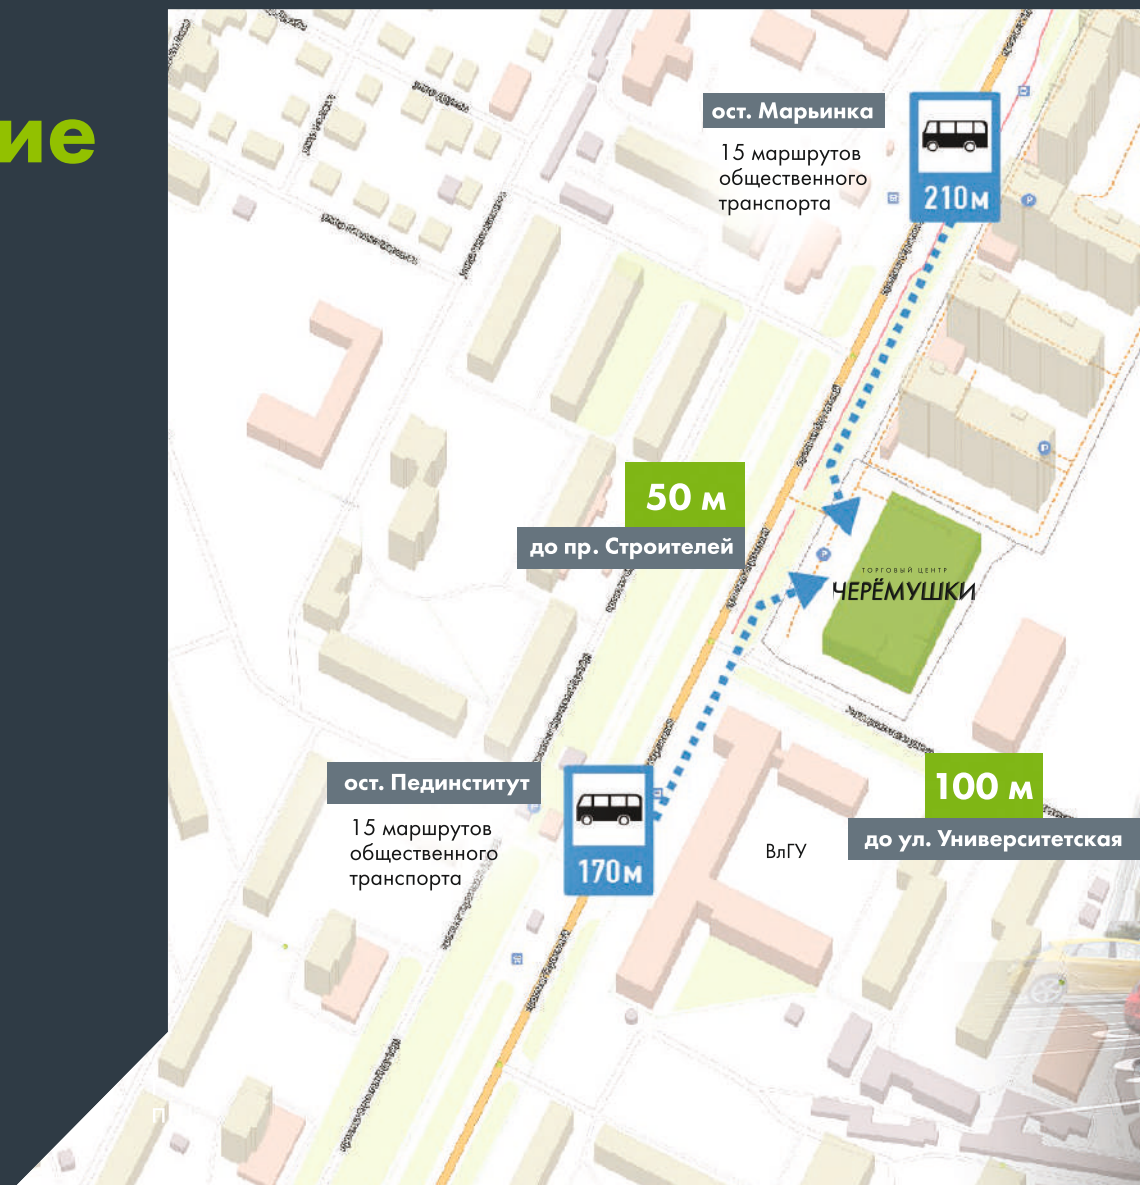 ие
ост. Марьинка
15 маршрутов
общественного
транспорта
210м
50 м
до пр. Строителей
ТОРГОВЫЙ ЦЕНТР
ЧЕРЁМУШКИ
ост. Пединститут
15 маршрутов
общественного
транспорта
170м
100 м
до ул. Университетская
ВлГУ
П